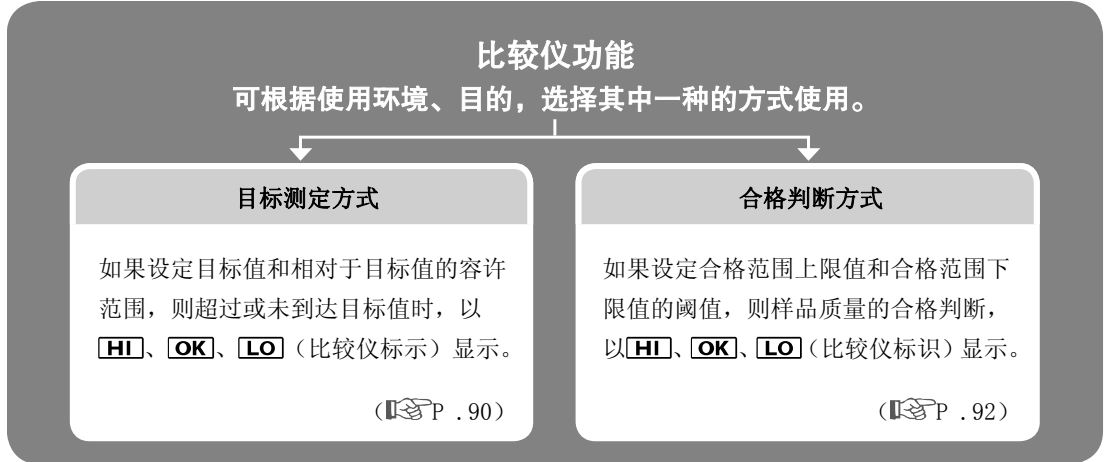 比较仪功能
可根据使用环境、目的，选择其中一种的方式使用。
目标测定方式
如果设定目标值和相对于目标值的容许
范围，则超过或未到达目标值时，以
HI、OK、LO（比较仪标示）显示。
（P .90）
合格判断方式
如果设定合格范围上限值和合格范围下
限值的阈值，则样品质量的合格判断，
以HI、OK、LO（比较仪标识）显示。
（P .92）